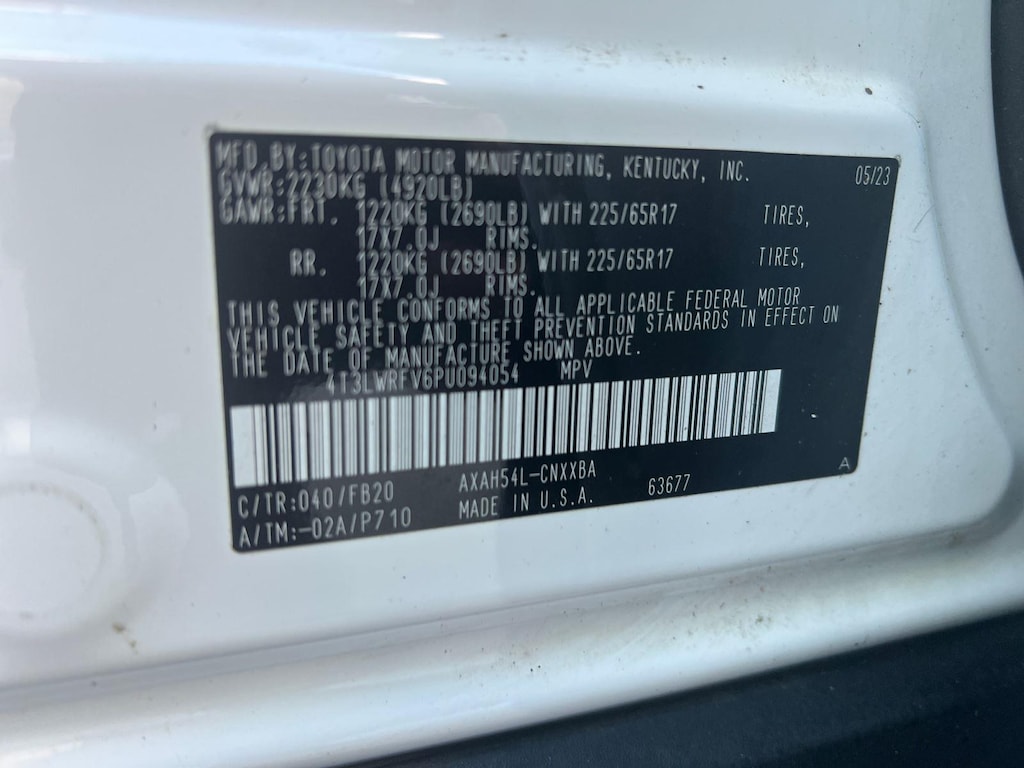 MFD.BY:TOYOTA MOTOR MANUFACTURING, KENTUCKY, INC. 05/23
GVWR:2230KG (4920LB)
GAWR:FRT. 1220KG (2690LB) WITH 225/65R17 TIRES,
17X7.0J RIMS.
RR. 1220KG (2690LB) WITH 225/65R17 TIRES,
17X7.0J RIMS.
THIS VEHICLE CONFORMS TO ALL APPLICABLE FEDERAL MOTOR
VEHICLE SAFETY AND THEFT PREVENTION STANDARDS IN EFFECT ON
THE DATE OF MANUFACTURE SHOWN ABOVE.
4T3LWRFV6PU094054 MPV
C/TR:040/FB20 AXAH54L-CNXXBA
A/TM:-02A/P710 MADE IN U.S.A. 63677 A